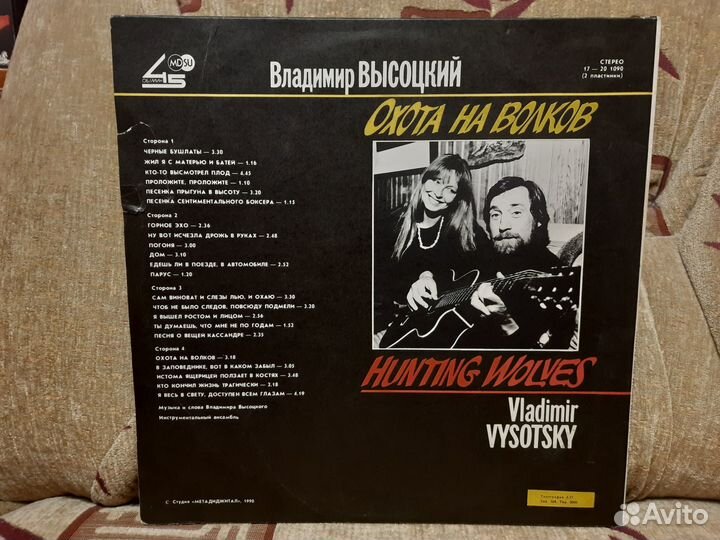 45
MDSU
Владимир ВЫСОЦКИЙ
СТЕРЕО
17 — 20 1090
(2 пластинки)
ОХОТА НА ВОЛКОВ
Сторона 1
ЧЕРНЫЕ БУШЛАТЫ — 3.30
ЖИЛ Я С МАТЕРЬЮ И БАТЕЙ — 1.16
КТО-ТО ВЫСМОТРЕЛ ПЛОД — 4.45
ПРОЛОЖИТЕ, ПРОЛОЖИТЕ — 1.10
ПЕСЕНКА ПРЫГУНА В ВЫСОТУ — 3.20
ПЕСЕНКА СЕНТИМЕНТАЛЬНОГО БОКСЕРА — 1.15
Сторона 2
ГОРНОЕ ЭХО — 2.36
НУ ВОТ ИСЧЕЗЛА ДРОЖЬ В РУКАХ — 2.48
ПОГОНЯ — 3.00
ДОМ — 3.10
ЕДЕШЬ ЛИ В ПОЕЗДЕ, В АВТОМОБИЛЕ — 2.52
ПАРУС — 1.20
Сторона 3
САМ ВИНОВАТ И СЛЕЗЫ ЛЬЮ, И ОХАЮ — 3.30
ЧТОБ НЕ БЫЛО СЛЕДОВ, ПОВСЮДУ ПОДМЕЛИ — 3.20
Я ВЫШЕЛ РОСТОМ И ЛИЦОМ — 2.56
ТЫ ДУМАЕШЬ, ЧТО МНЕ НЕ ПО ГОДАМ — 1.52
ПЕСНЯ О ВЕЩЕЙ КАССАНДРЕ — 2.35
Сторона 4
ОХОТА НА ВОЛКОВ — 3.10
В ЗАПОВЕДНИКЕ, ВОТ В КАКОМ ЗАБЫЛ — 3.05
ИСТОМА ЯЩЕРИЦЕЙ ПОЛЗАЕТ В КОСТЯХ — 3.48
КТО КОНЧИЛ ЖИЗНЬ ТРАГИЧЕСКИ — 3.18
Я ВЕСЬ В СВЕТУ, ДОСТУПЕН ВСЕМ ГЛАЗАМ — 4.19
Музыка и слова Владимира Высоцкого
Инструментальный ансамбль
HUNTING WOLVES
Vladimir
VYSOTSKY
С Студия «МЕТАДИДЖИТАЛ», 1990
Avito